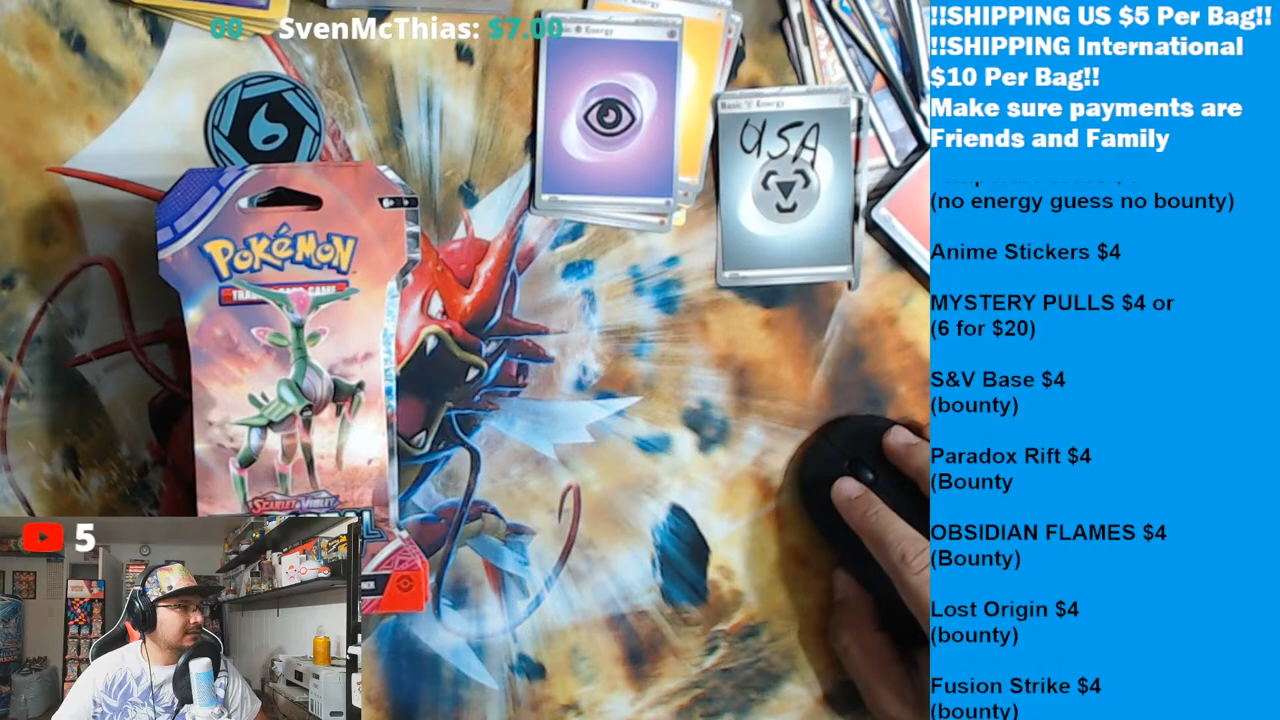 00 SvenMcThias: $7.00
Basic Energy
Basic Energy
USA
POKéMON
TRADING CARD GAME
SCARLET & VIOLET
5
!!SHIPPING US $5 Per Bag!!
!!SHIPPING International
$10 Per Bag!!
Make sure payments are
Friends and Family
(no energy guess no bounty)
Anime Stickers $4
MYSTERY PULLS $4 or
(6 for $20)
S&V Base $4
(bounty)
Paradox Rift $4
(Bounty
OBSIDIAN FLAMES $4
(Bounty)
Lost Origin $4
(bounty)
Fusion Strike $4
(bounty)